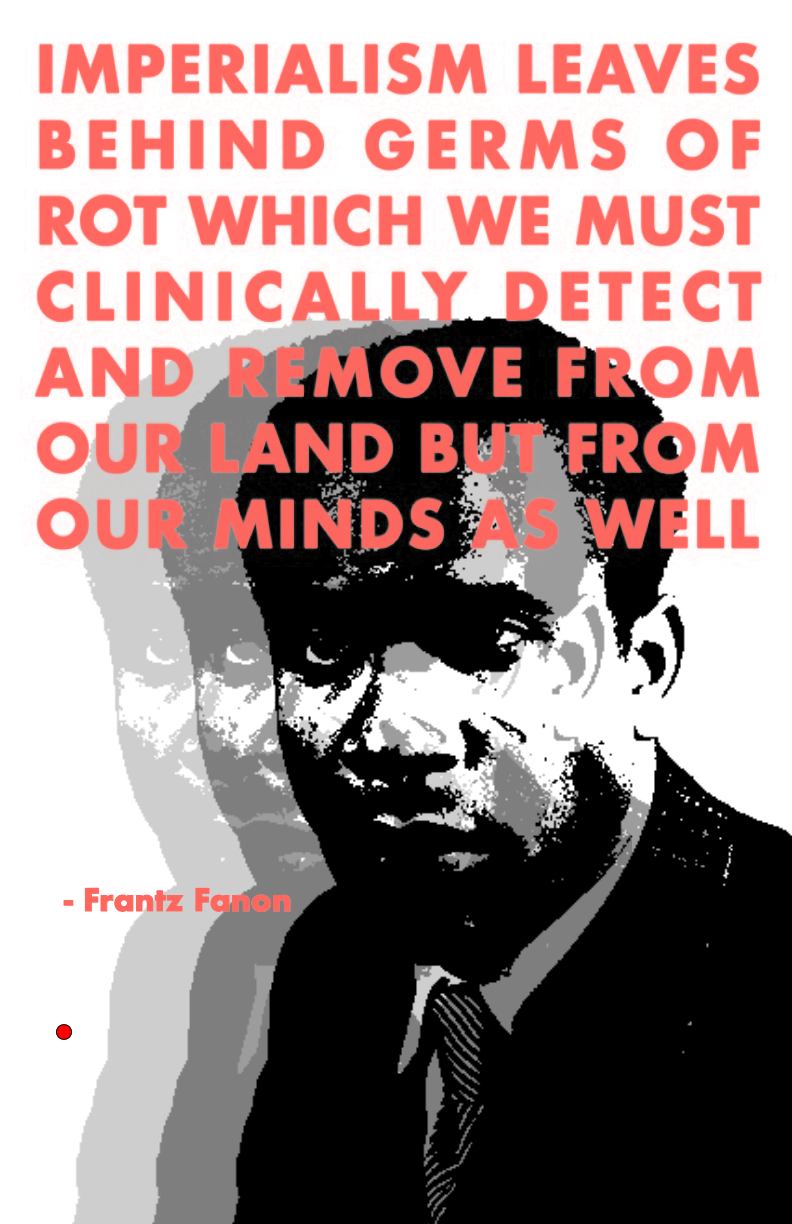 IMPERIALISM LEAVES
BEHIND GERMS OF
ROT WHICH WE MUST
CLINICALLY DETECT
AND REMOVE FROM
OUR LAND BUT FROM
OUR MINDS AS WELL
- Frantz Fanon